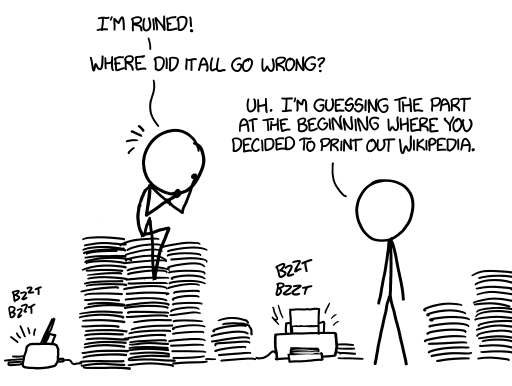 I'M RUINED!
WHERE DID IT ALL GO WRONG?
UH. I'M GUESSING THE PART
AT THE BEGINNING WHERE YOU
DECIDED TO PRINT OUT WIKIPEDIA.
BZZT
BZZT
BZZT
BZZT